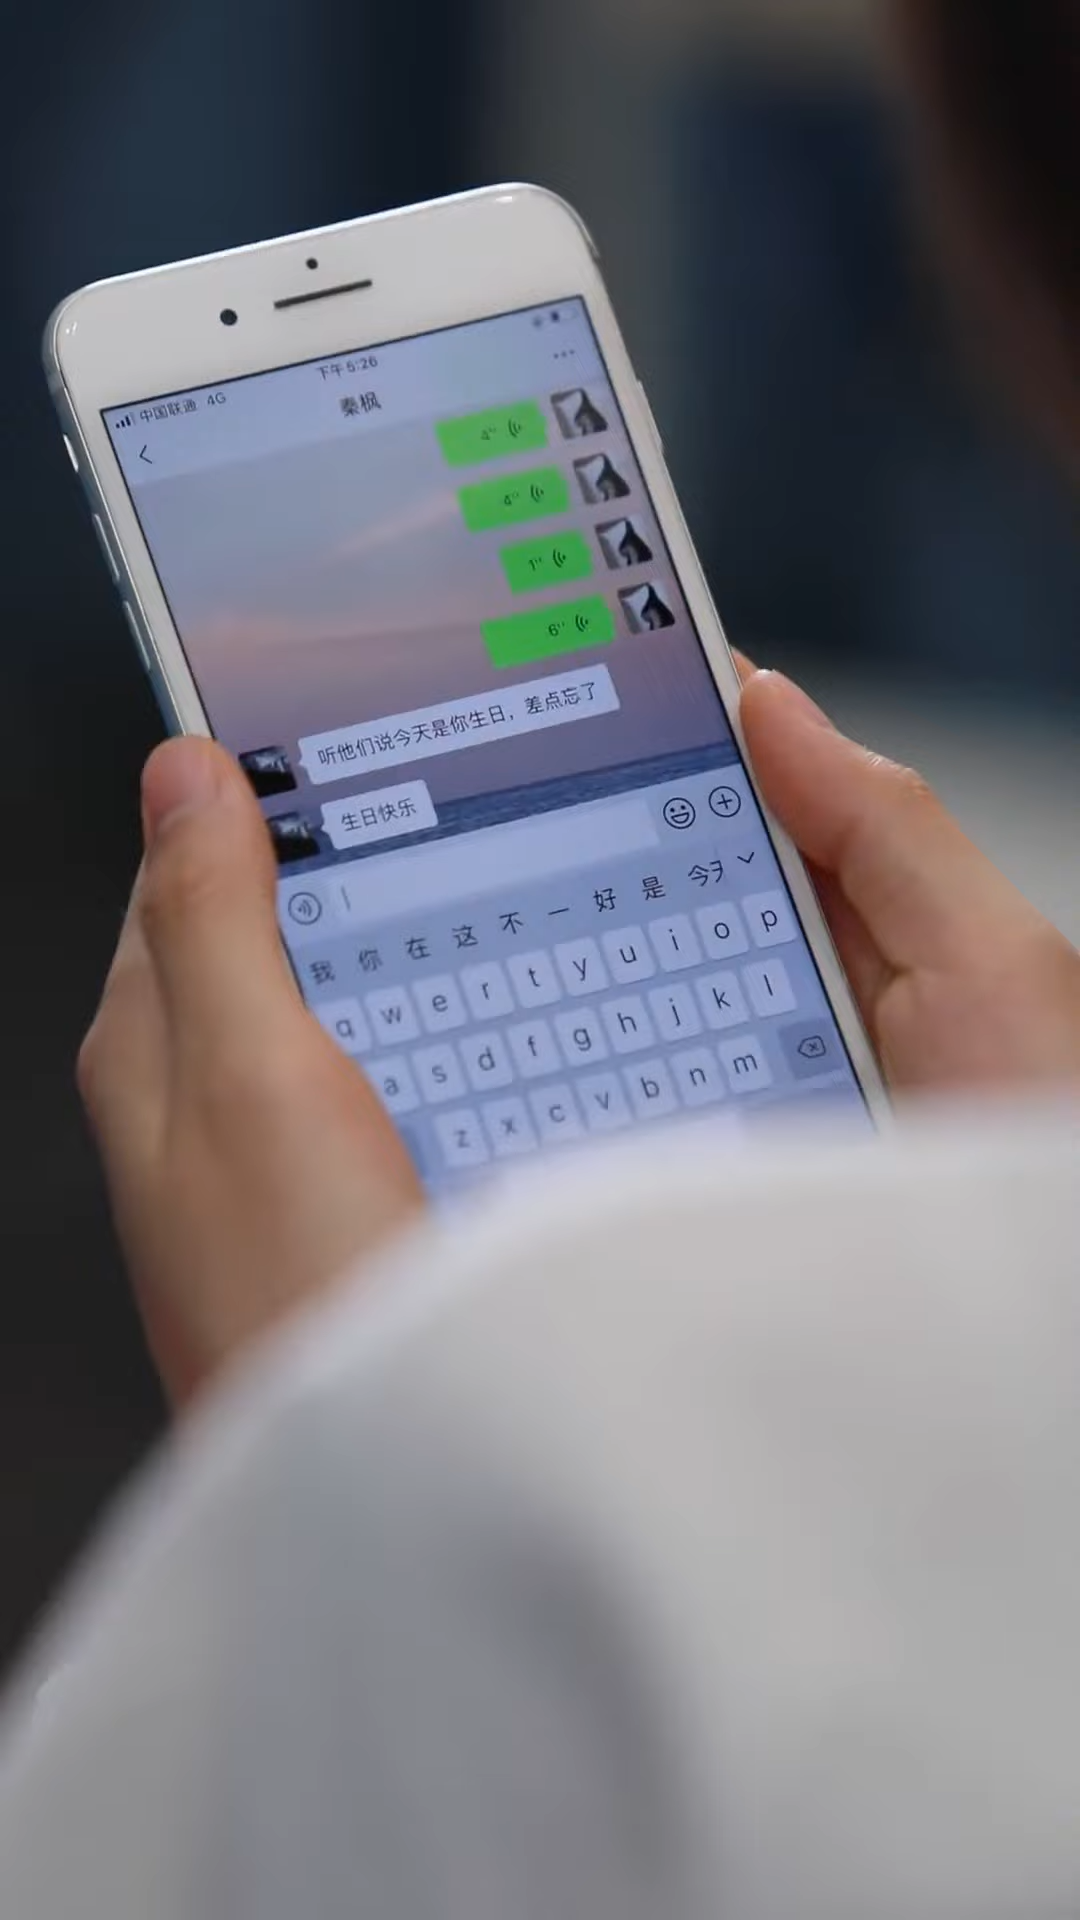 中国联通 4G 下午5:26
秦枫
4"
4"
1"
6"
听他们说今天是你生日，差点忘了
生日快乐
我 你 在 这 不 一 好 是 今天
q w e r t y u i o p
a s d f g h j k l
z x c v b n m